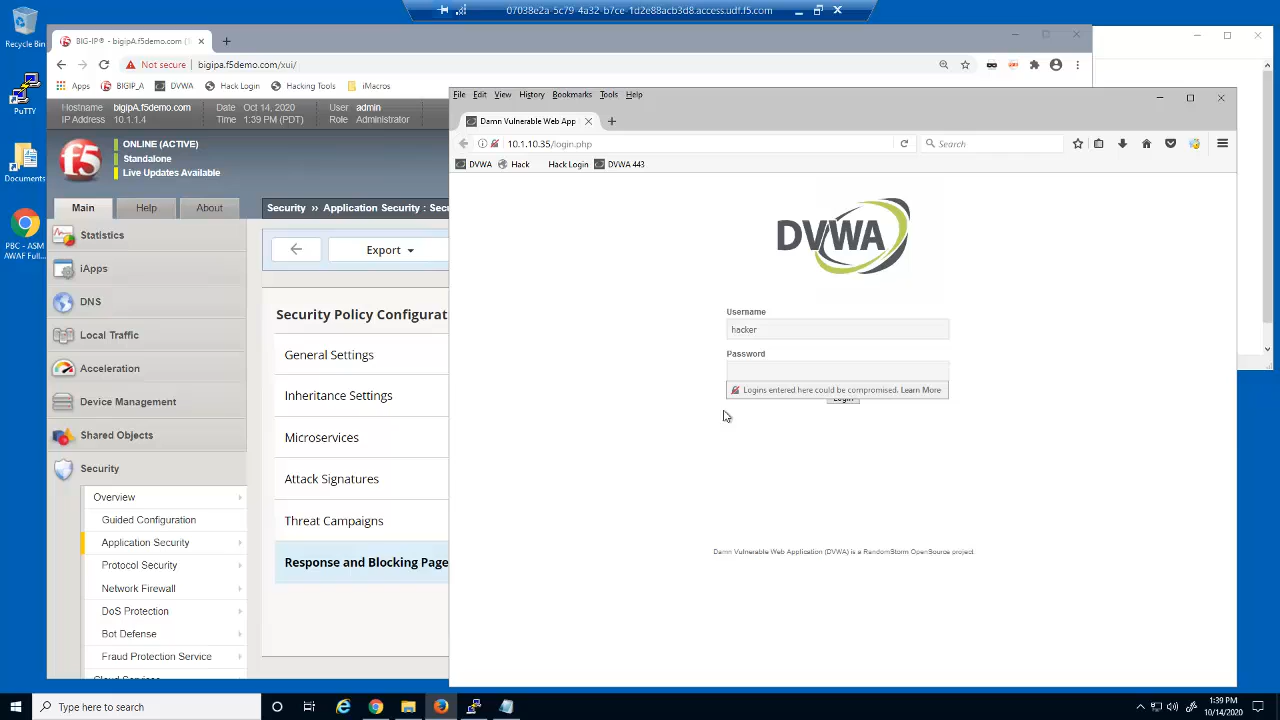 07038e2a-5c79-4a32-b7ce-1d2e88acb3d8.access.udf.f5.com
Recycle Bin
PuTTY
Documents
PBC - ASM
AWAF Full...
BIG-IP® - bigipa.f5demo.com (
Not secure
bigipa.f5demo.com/xui/
Apps
BIGIP_A
DVWA
Hack Login
Hacking Tools
iMacros
Hostname bigipA.f5demo.com
IP Address 10.1.1.4
Date Oct 14, 2020
Time 1:39 PM (PDT)
User admin
Role Administrator
f5
ONLINE (ACTIVE)
Standalone
Live Updates Available
Main
Help
About
Security ›› Application Security : Secu
Statistics
iApps
DNS
Local Traffic
Acceleration
Device Management
Shared Objects
Security
Overview
Guided Configuration
Application Security
Protocol Security
Network Firewall
DoS Protection
Bot Defense
Fraud Protection Service
Cloud Services
Export
Security Policy Configurat
General Settings
Inheritance Settings
Microservices
Attack Signatures
Threat Campaigns
Response and Blocking Page
File Edit View History Bookmarks Tools Help
Damn Vulnerable Web App
10.1.10.35/login.php
Search
DVWA
Hack
Hack Login
DVWA 443
DVWA
Username
hacker
Password
Logins entered here could be compromised. Learn More
Login
Damn Vulnerable Web Application (DVWA) is a RandomStorm OpenSource project
Type here to search
1:39 PM
10/14/2020